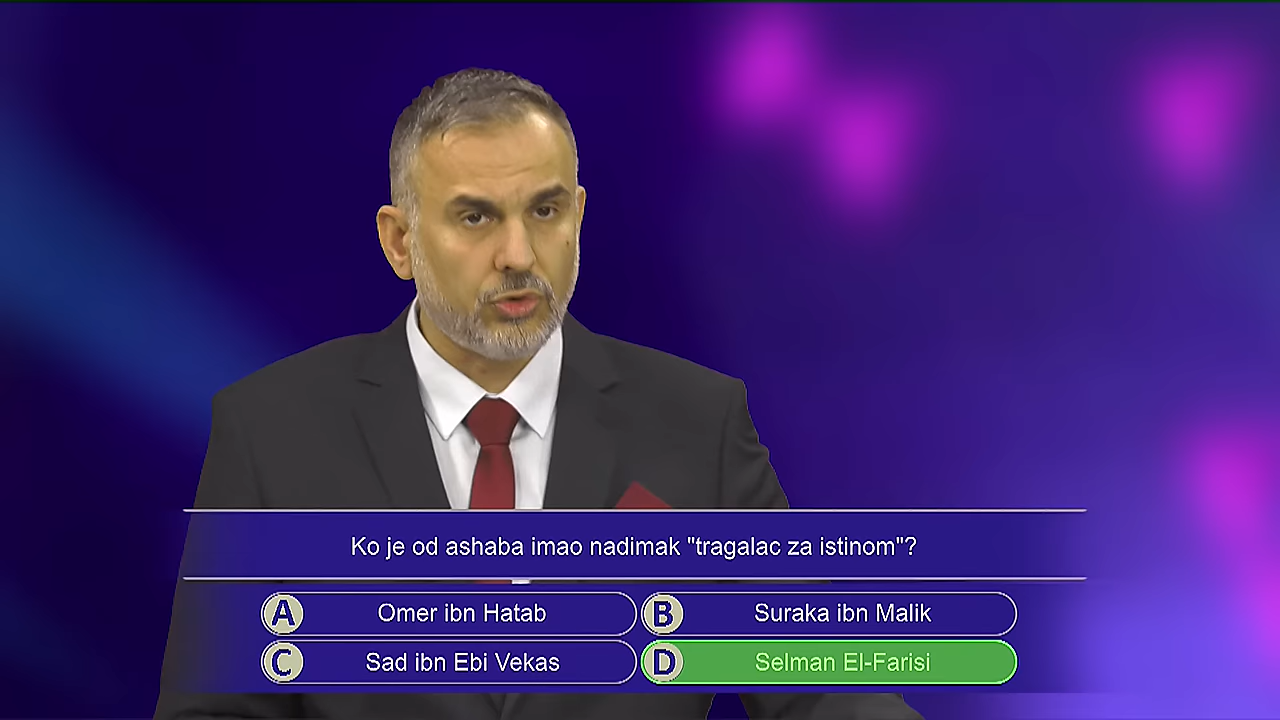 Ko je od ashaba imao nadimak "tragalac za istinom"?
A Omer ibn Hatab
B Suraka ibn Malik
C Sad ibn Ebi Vekas
D Selman El-Farisi